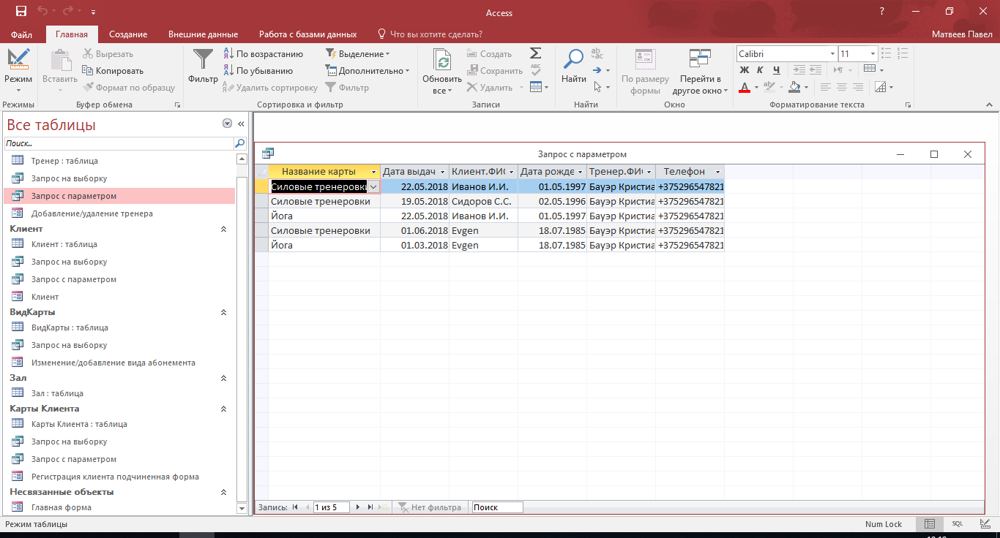 Access
?
Файл Главная Создание Внешние данные Работа с базами данных Что вы хотите сделать? Матвеев Павел
Режим
Режимы
Вставить
Вырезать
Копировать
Формат по образцу
Буфер обмена
Фильтр
По возрастанию
По убыванию
Удалить сортировку
Выделение
Дополнительно
Фильтр
Сортировка и фильтр
Обновить
все
Создать
Сохранить
Удалить
Записи
Найти
Найти
По размеру
формы
Перейти в
другое окно
Окно
Calibri 11
Ж К Ч
Форматирование текста
Все таблицы
Поиск...
Тренер : таблица
Запрос на выборку
Запрос с параметром
Добавление/удаление тренера
Клиент
Клиент : таблица
Запрос на выборку
Запрос с параметром
Клиент
ВидКарты
ВидКарты : таблица
Запрос на выборку
Изменение/добавление вида абонемента
Зал
Зал : таблица
Карты Клиента
Карты Клиента : таблица
Запрос на выборку
Запрос с параметром
Регистрация клиента подчиненная форма
Несвязанные объекты
Главная форма
Запрос с параметром
Название карты Дата выдач Клиент.ФИО Дата рожде Тренер.ФИО Телефон
Силовые тренеровки 22.05.2018 Иванов И.И. 01.05.1997 Бауэр Кристиа +375296547821
Силовые тренеровки 19.05.2018 Сидоров С.С. 02.05.1996 Бауэр Кристиа +375296547821
Йога 22.05.2018 Иванов И.И. 01.05.1997 Бауэр Кристиа +375296547821
Силовые тренеровки 01.06.2018 Evgen 18.07.1985 Бауэр Кристиа +375296547821
Йога 01.03.2018 Evgen 18.07.1985 Бауэр Кристиа +375296547821
Запись: 1 из 5 Нет фильтра Поиск
Режим таблицы Num Lock SQL